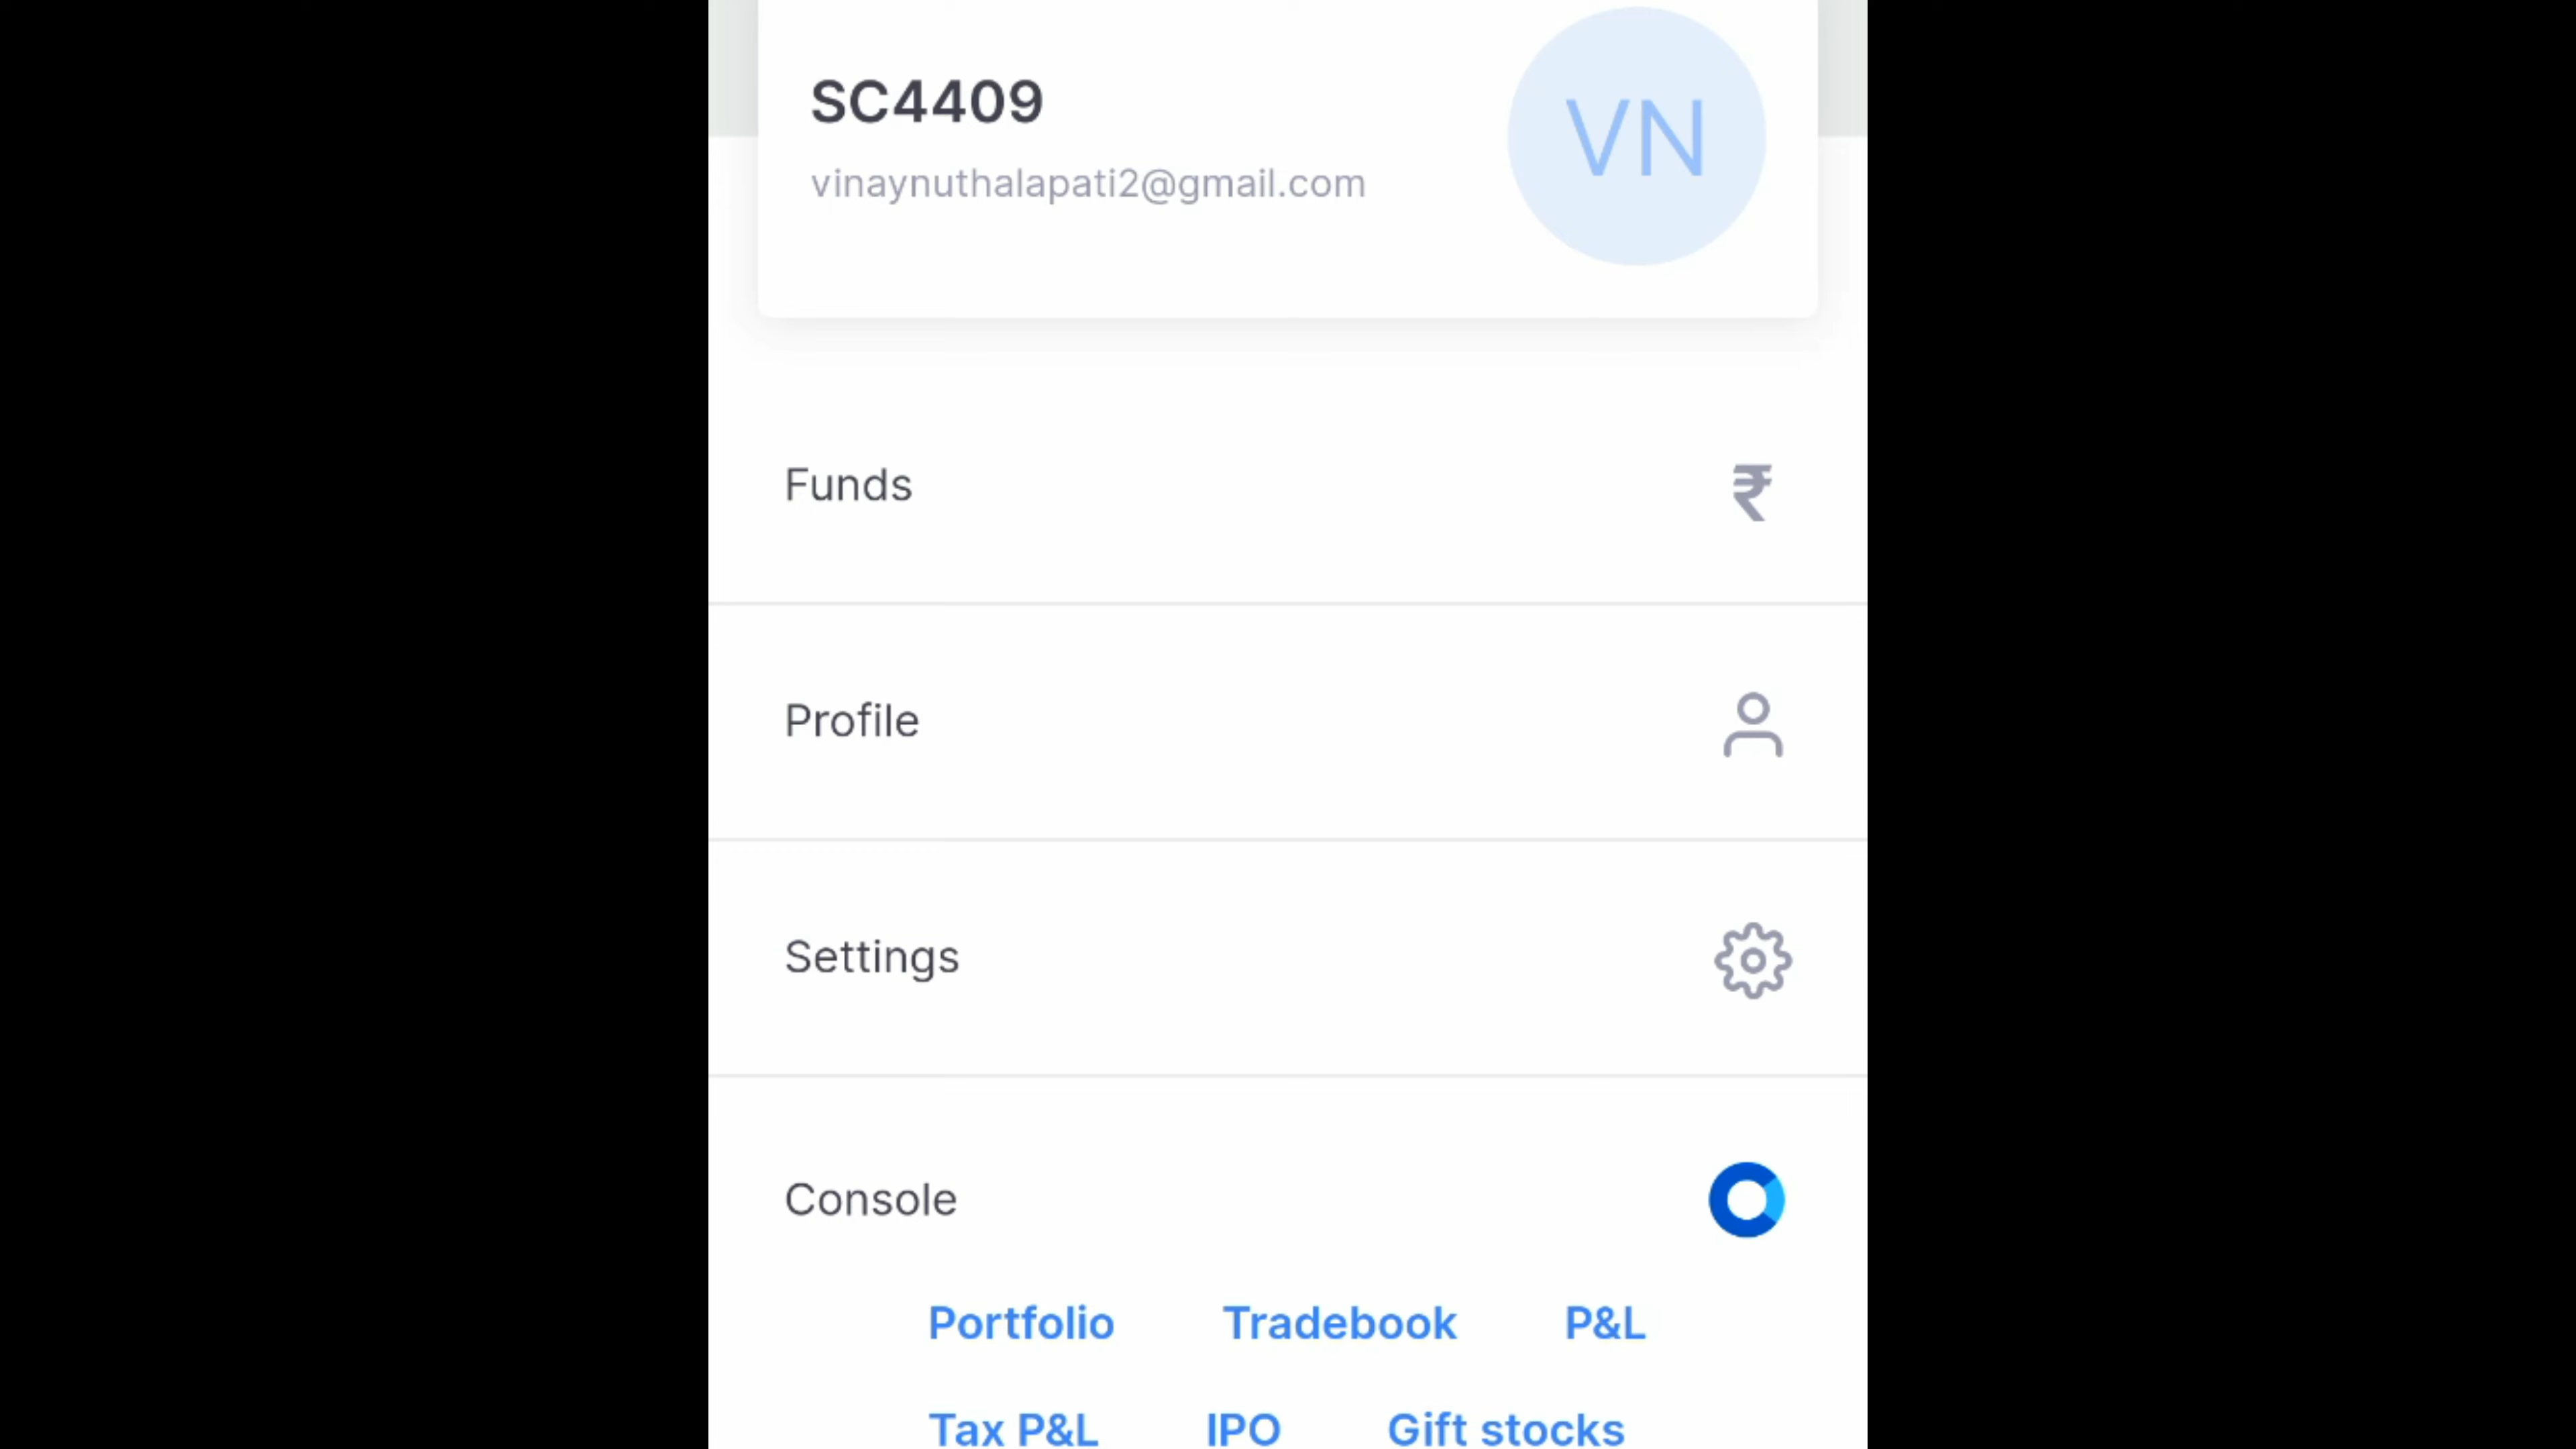 SC4409
vinaynuthalapati2@gmail.com
VN
Funds
₹
Profile
Settings
Console
Portfolio Tradebook P&L
Tax P&L IPO Gift stocks